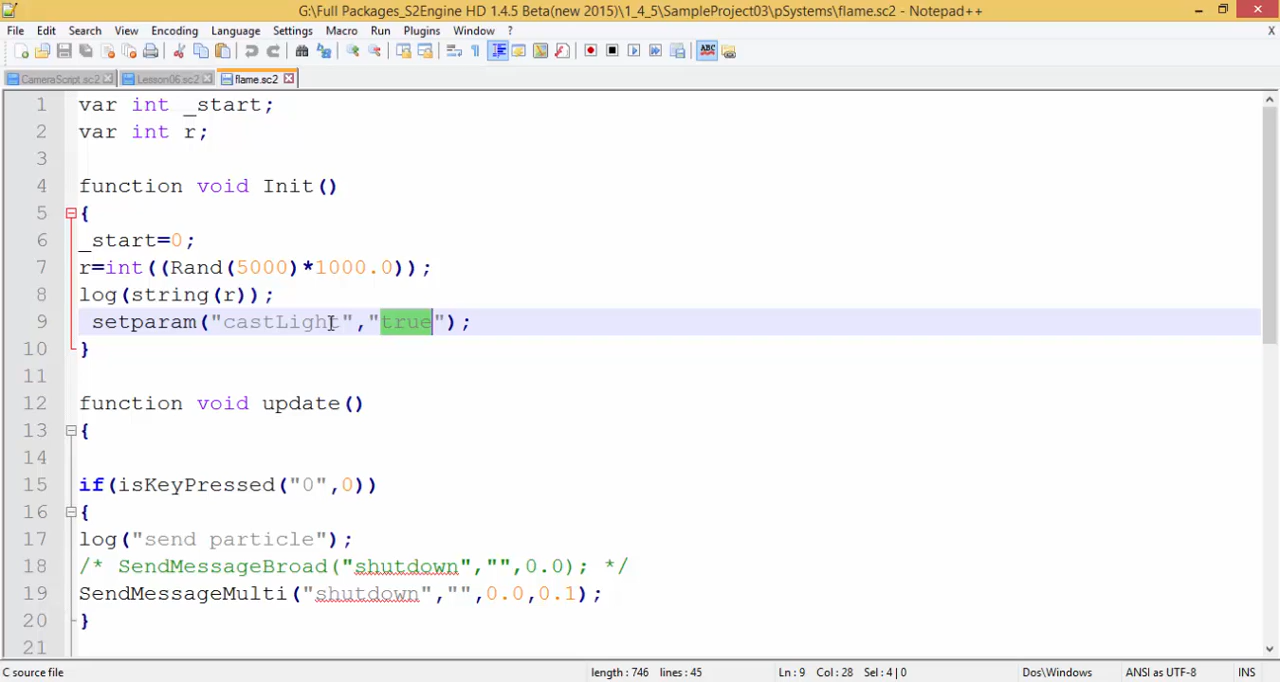 G:\Full Packages_S2Engine HD 1.4.5 Beta(new 2015)\1_4_5\SampleProject03\pSystems\flame.sc2 - Notepad++
File Edit Search View Encoding Language Settings Macro Run Plugins Window ? X
CameraScript.sc2 Lesson06.sc2 flame.sc2
1 var int _start;
2 var int r;
3
4 function void Init()
5 {
6 _start=0;
7 r=int((Rand(5000)*1000.0));
8 log(string(r));
9 setparam("castLight","true");
10 }
11
12 function void update()
13 {
14
15 if(isKeyPressed("0",0))
16 {
17 log("send particle");
18 /* SendMessageBroad("shutdown","",0.0); */
19 SendMessageMulti("shutdown","",0.0,0.1);
20 }
21
C source file length : 746 lines : 45 Ln : 9 Col : 28 Sel : 4 | 0 Dos\Windows ANSI as UTF-8 INS